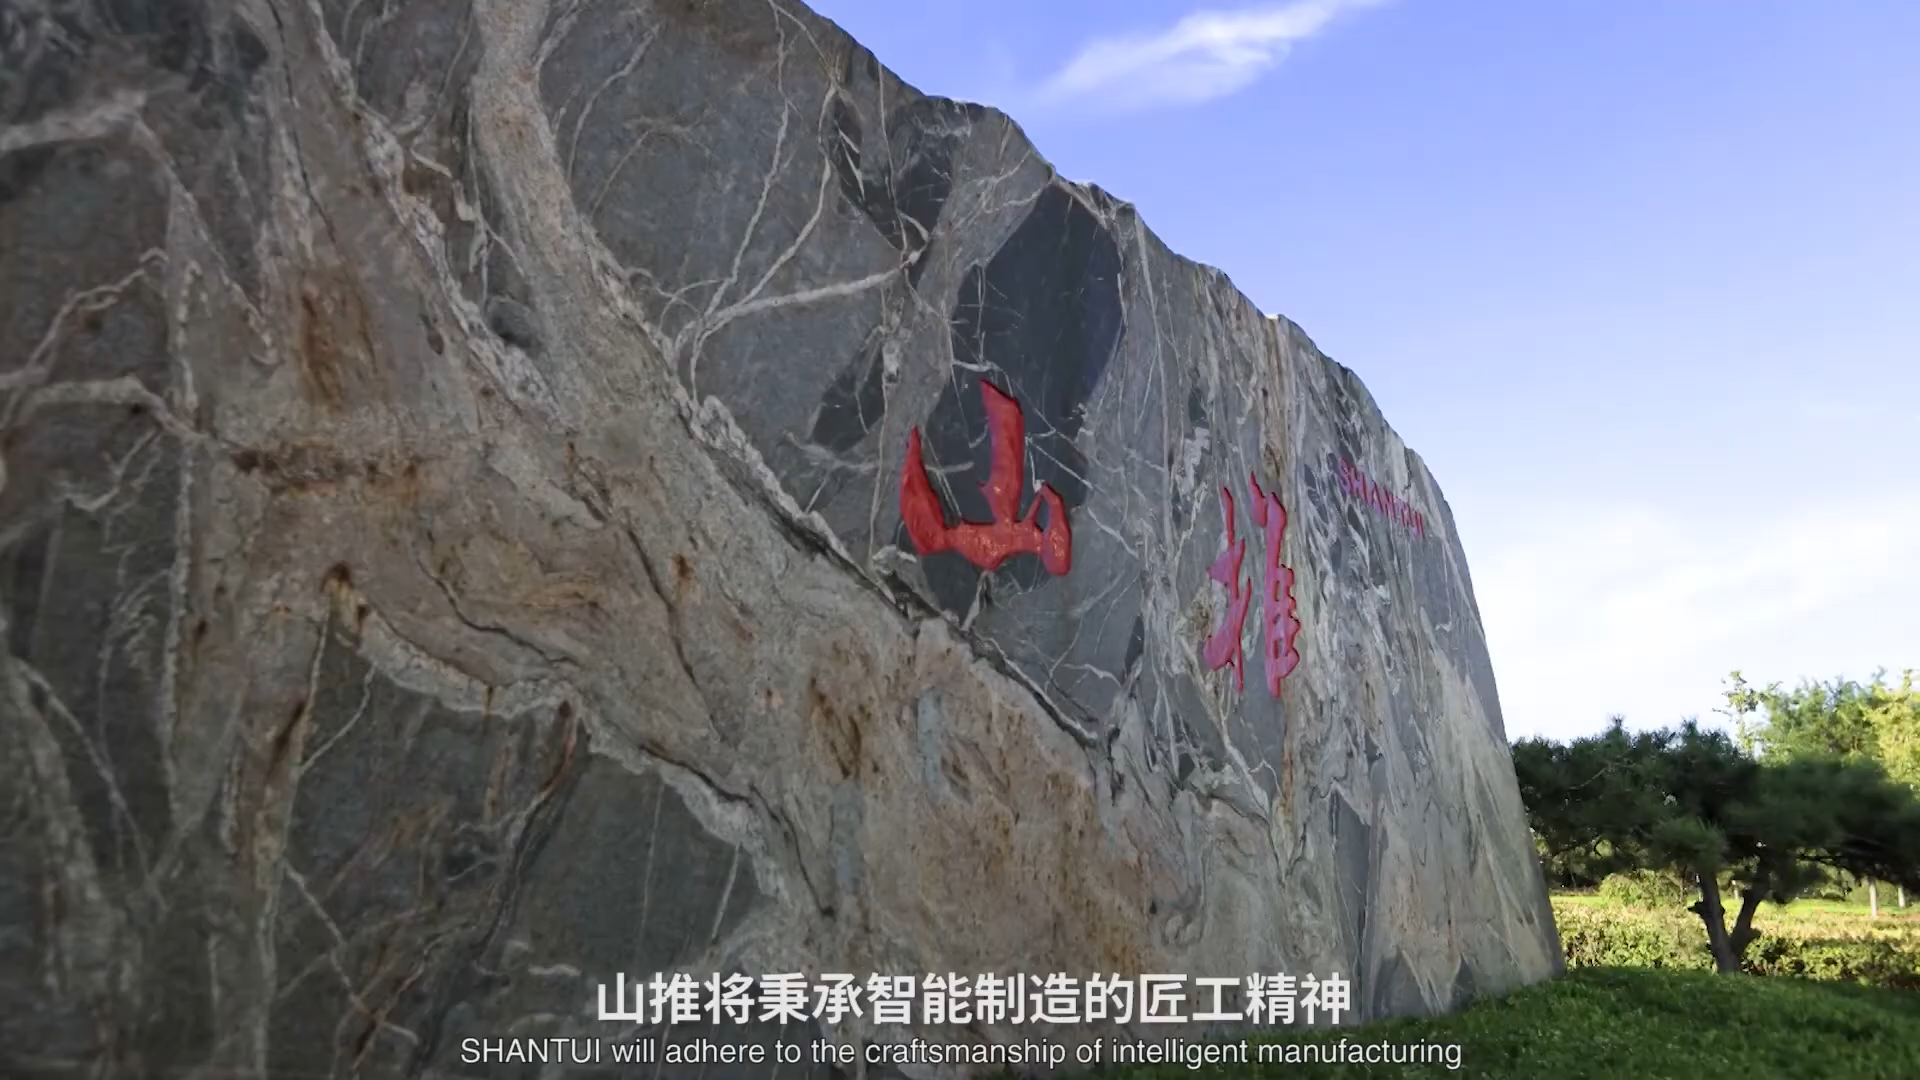 山推
SHANTUI
山推将秉承智能制造的匠工精神
SHANTUI will adhere to the craftsmanship of intelligent manufacturing